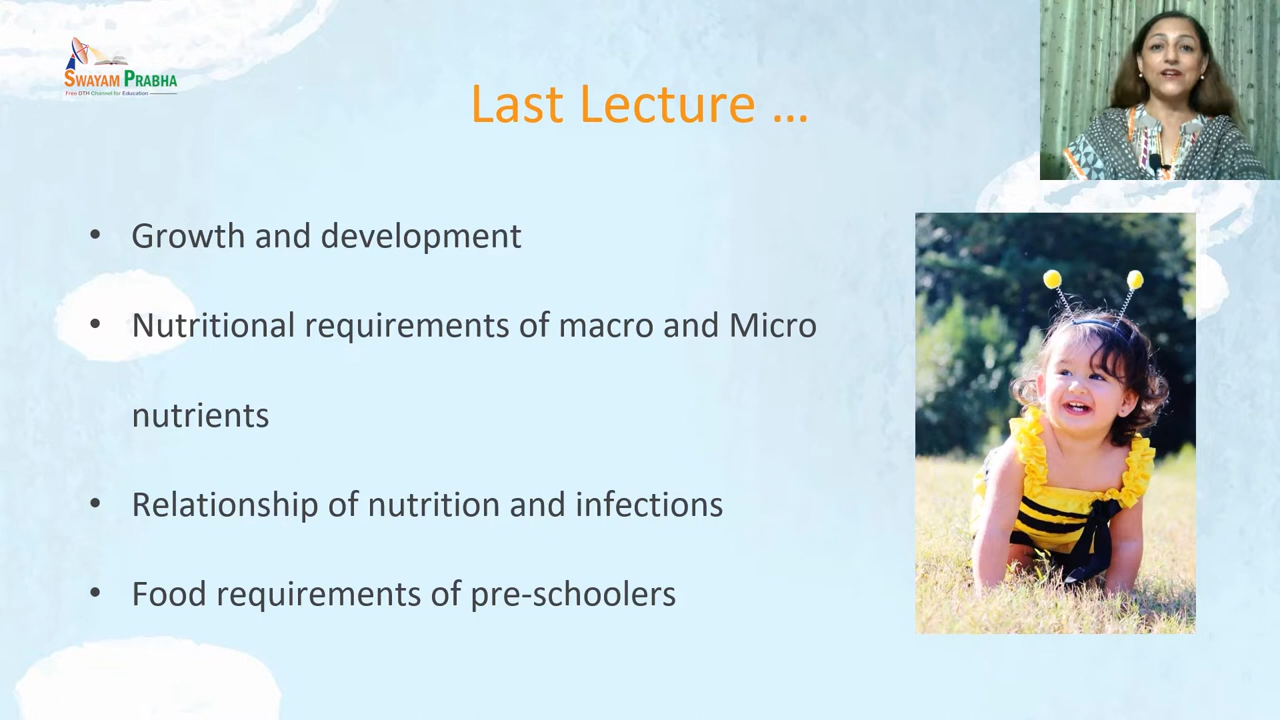 SWAYAM PRABHA
Free DTH Channel for Education
Last Lecture ...
• Growth and development
• Nutritional requirements of macro and Micro
nutrients
• Relationship of nutrition and infections
• Food requirements of pre-schoolers